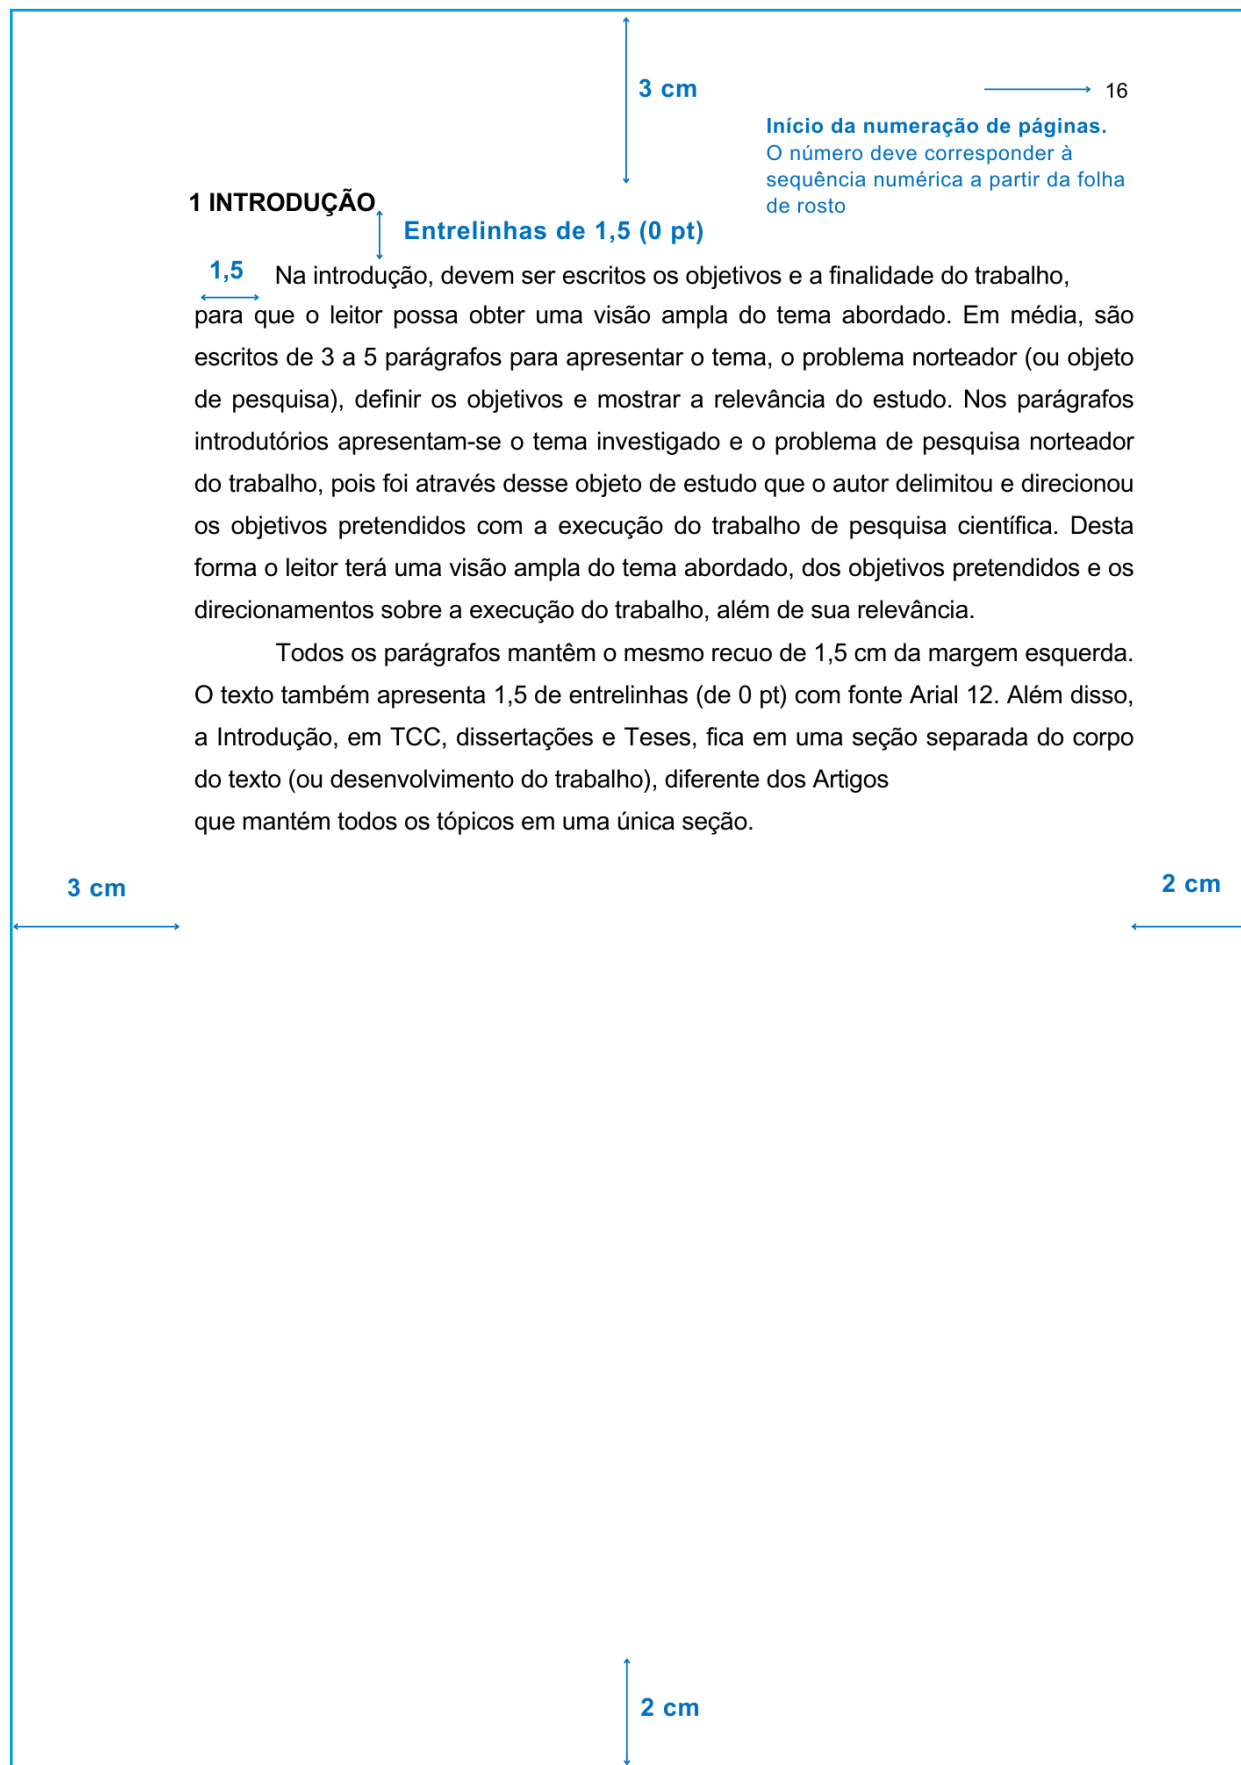 3 cm
16
Início da numeração de páginas.
O número deve corresponder à
sequência numérica a partir da folha
de rosto
1 INTRODUÇÃO
Entrelinhas de 1,5 (0 pt)
1,5
Na introdução, devem ser escritos os objetivos e a finalidade do trabalho,
para que o leitor possa obter uma visão ampla do tema abordado. Em média, são
escritos de 3 a 5 parágrafos para apresentar o tema, o problema norteador (ou objeto
de pesquisa), definir os objetivos e mostrar a relevância do estudo. Nos parágrafos
introdutórios apresentam-se o tema investigado e o problema de pesquisa norteador
do trabalho, pois foi através desse objeto de estudo que o autor delimitou e direcionou
os objetivos pretendidos com a execução do trabalho de pesquisa científica. Desta
forma o leitor terá uma visão ampla do tema abordado, dos objetivos pretendidos e os
direcionamentos sobre a execução do trabalho, além de sua relevância.
Todos os parágrafos mantêm o mesmo recuo de 1,5 cm da margem esquerda.
O texto também apresenta 1,5 de entrelinhas (de 0 pt) com fonte Arial 12. Além disso,
a Introdução, em TCC, dissertações e Teses, fica em uma seção separada do corpo
do texto (ou desenvolvimento do trabalho), diferente dos Artigos
que mantém todos os tópicos em uma única seção.
3 cm
2 cm
2 cm